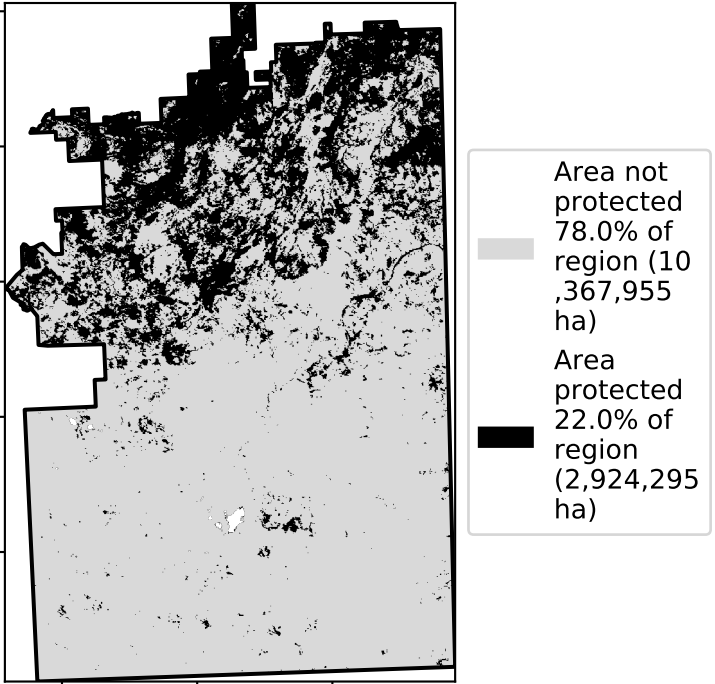 Area not
protected
78.0% of
region (10
,367,955
ha)
Area
protected
22.0% of
region
(2,924,295
ha)